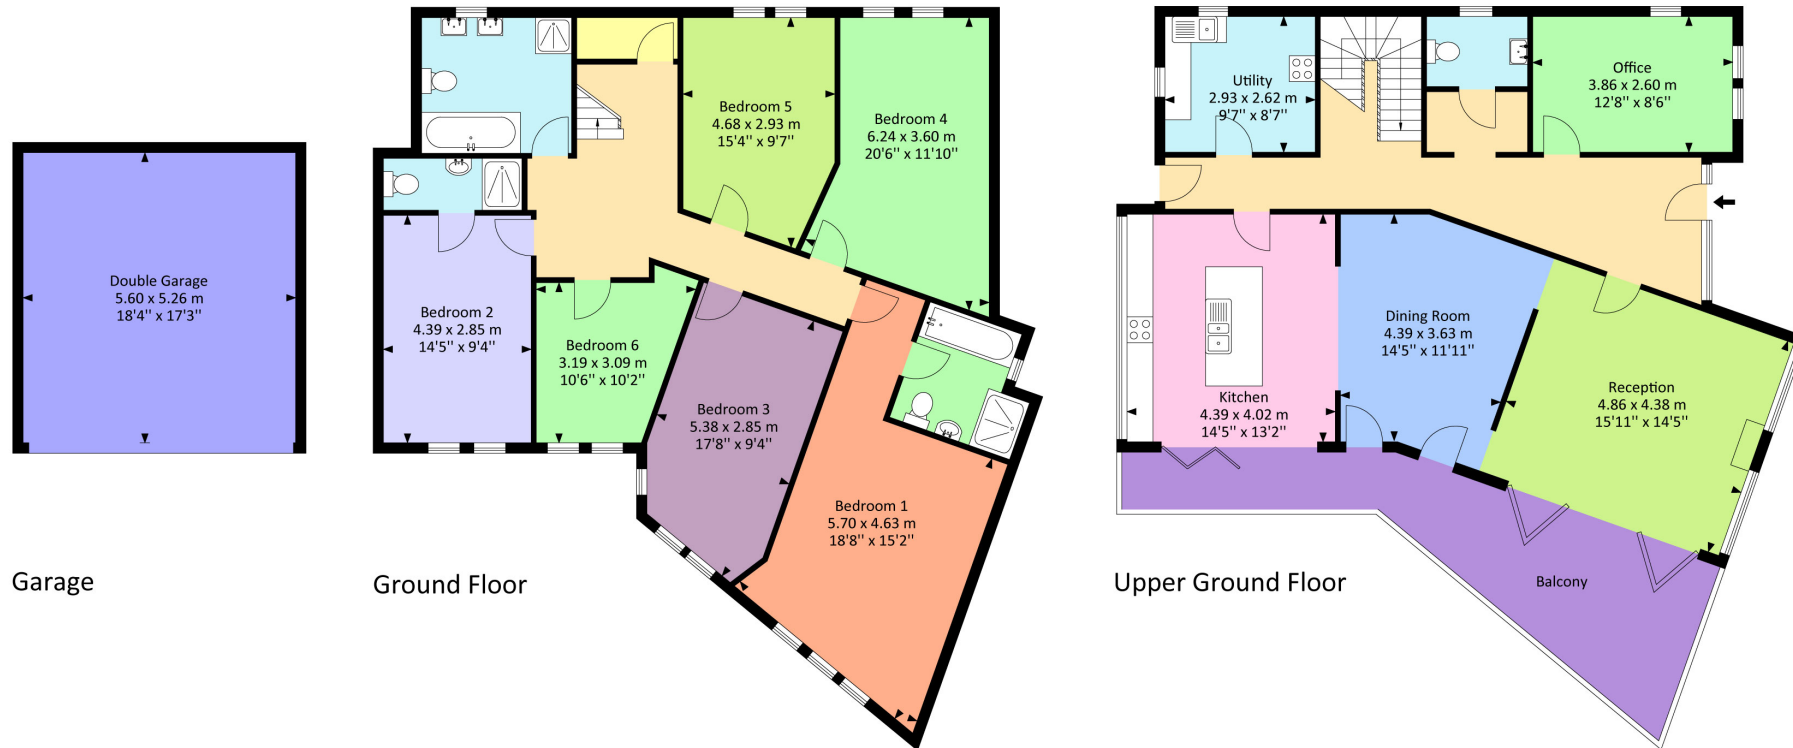 Double Garage
5.60 x 5.26 m
18'4" x 17'3"
Garage
Bedroom 5
4.68 x 2.93 m
15'4" x 9'7"
Bedroom 4
6.24 x 3.60 m
20'6" x 11'10"
Bedroom 2
4.39 x 2.85 m
14'5" x 9'4"
Bedroom 6
3.19 x 3.09 m
10'6" x 10'2"
Bedroom 3
5.38 x 2.85 m
17'8" x 9'4"
Bedroom 1
5.70 x 4.63 m
18'8" x 15'2"
Ground Floor
Utility
2.93 x 2.62 m
9'7" x 8'7"
Office
3.86 x 2.60 m
12'8" x 8'6"
Kitchen
4.39 x 4.02 m
14'5" x 13'2"
Dining Room
4.39 x 3.63 m
14'5" x 11'11"
Reception
4.86 x 4.38 m
15'11" x 14'5"
Balcony
Upper Ground Floor